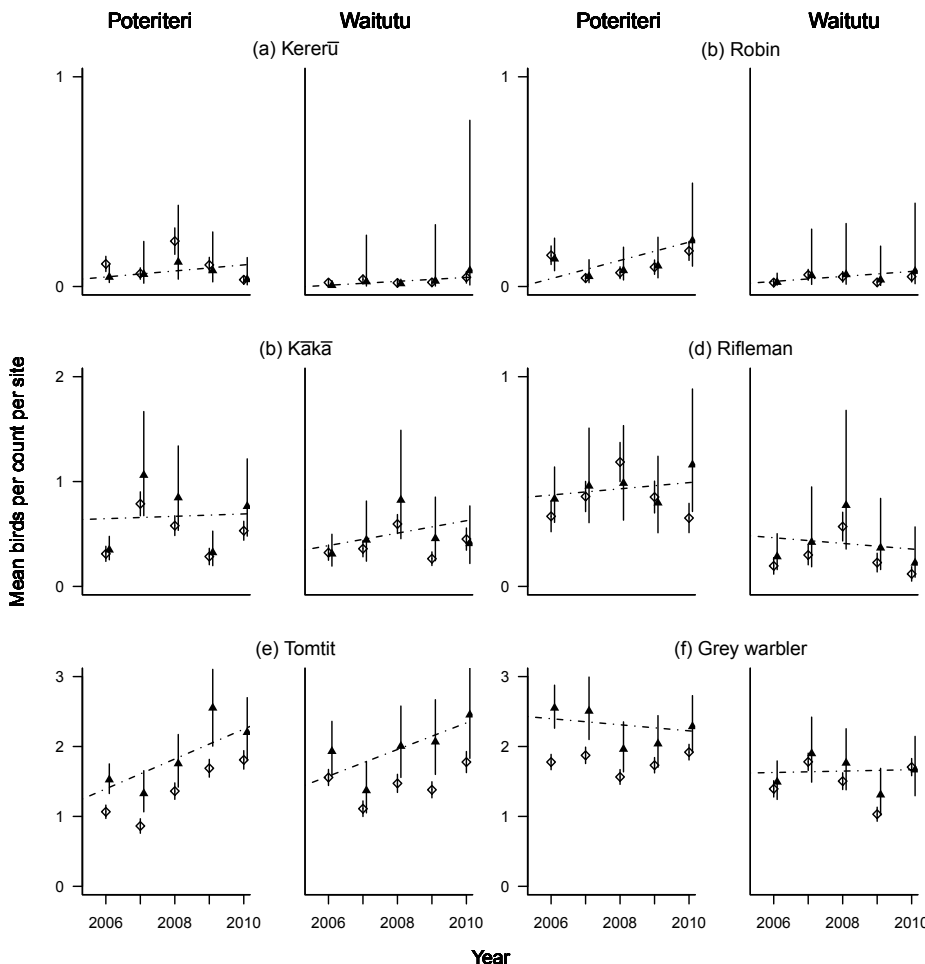 Poteriteri Waitutu Poteriteri Waitutu
(a) Kererū (b) Robin
1 1
0 0
(b) Kākā (d) Rifleman
2 1
1
0 0
(e) Tomtit (f) Grey warbler
3 3
2 2
1 1
0 0
2006 2008 2010 2006 2008 2010 2006 2008 2010 2006 2008 2010
Mean birds per count per site
Year